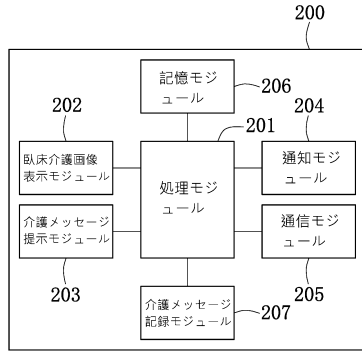 200
記憶モジ
ュール
206
202
201
204
臨床介護画像
表示モジュール
処理モジ
ュール
通知モジ
ュール
介護メッセージ
提示モジュール
通信モジ
ュール
203
205
介護メッセージ
記録モジュール
207